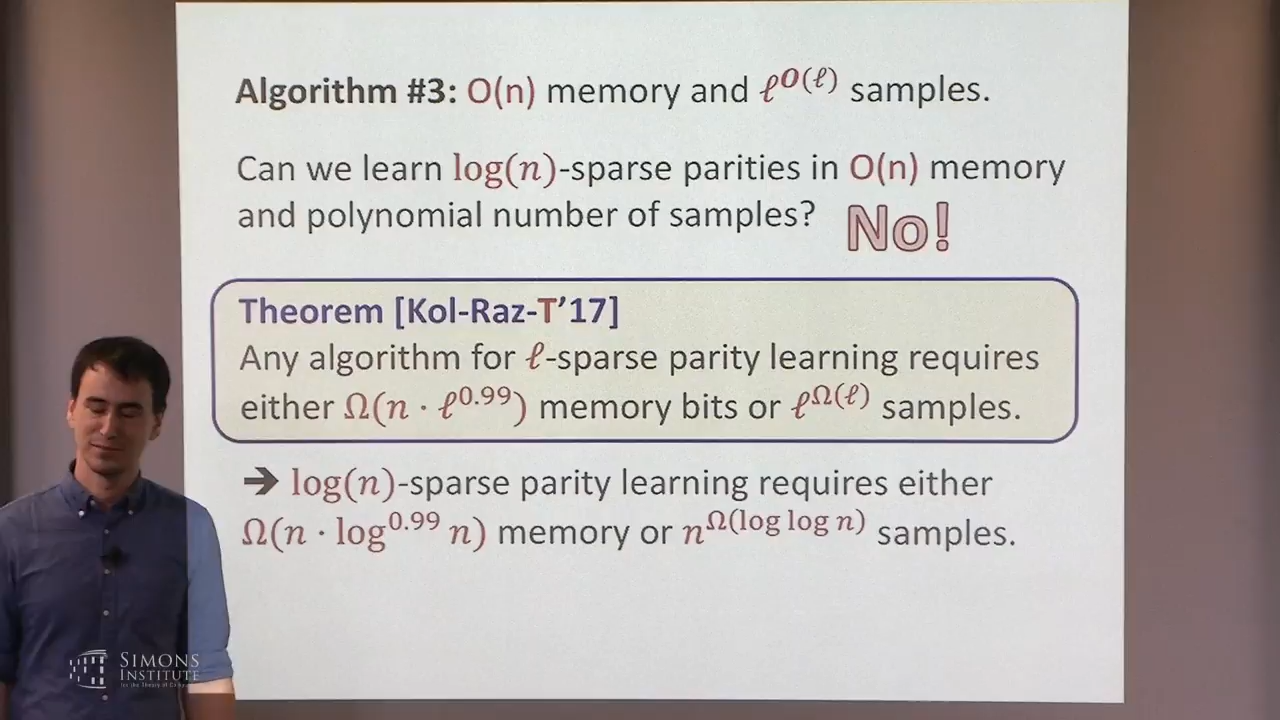 Algorithm #3: O(n) memory and ℓ^O(ℓ) samples.
Can we learn log(n)-sparse parities in O(n) memory
and polynomial number of samples? No!
Theorem [Kol-Raz-T'17]
Any algorithm for ℓ-sparse parity learning requires
either Ω(n · ℓ^0.99) memory bits or ℓ^Ω(ℓ) samples.
➔ log(n)-sparse parity learning requires either
Ω(n · log^0.99 n) memory or n^Ω(log log n) samples.
SIMONS
INSTITUTE